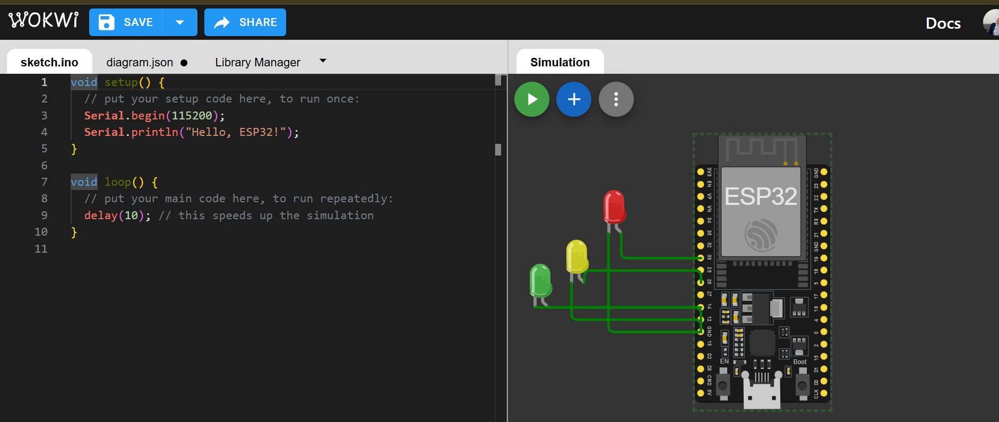 WOKWI SAVE SHARE Docs
sketch.ino diagram.json ● Library Manager Simulation
1 void setup() {
2 // put your setup code here, to run once:
3 Serial.begin(115200);
4 Serial.println("Hello, ESP32!");
5 }
6
7 void loop() {
8 // put your main code here, to run repeatedly:
9 delay(10); // this speeds up the simulation
10 }
11
ESP32
3V3
EN
VP
VN
34
35
32
33
25
26
27
14
12
GND
13
D2
D3
CMD
5V
GND
23
22
TX
RX
21
GND
19
18
5
17
16
4
0
2
15
D1
D0
CLK
EN
Boot